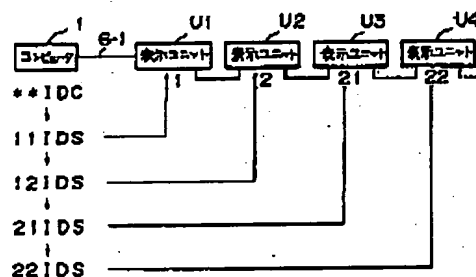 1 6-1 U1 U2 U3 U4
コンピュータ 表示ユニット 表示ユニット 表示ユニット 表示ユニット
11 12 21 22
**IDC
↓
11IDS
↓
12IDS
↓
21IDS
↓
22IDS